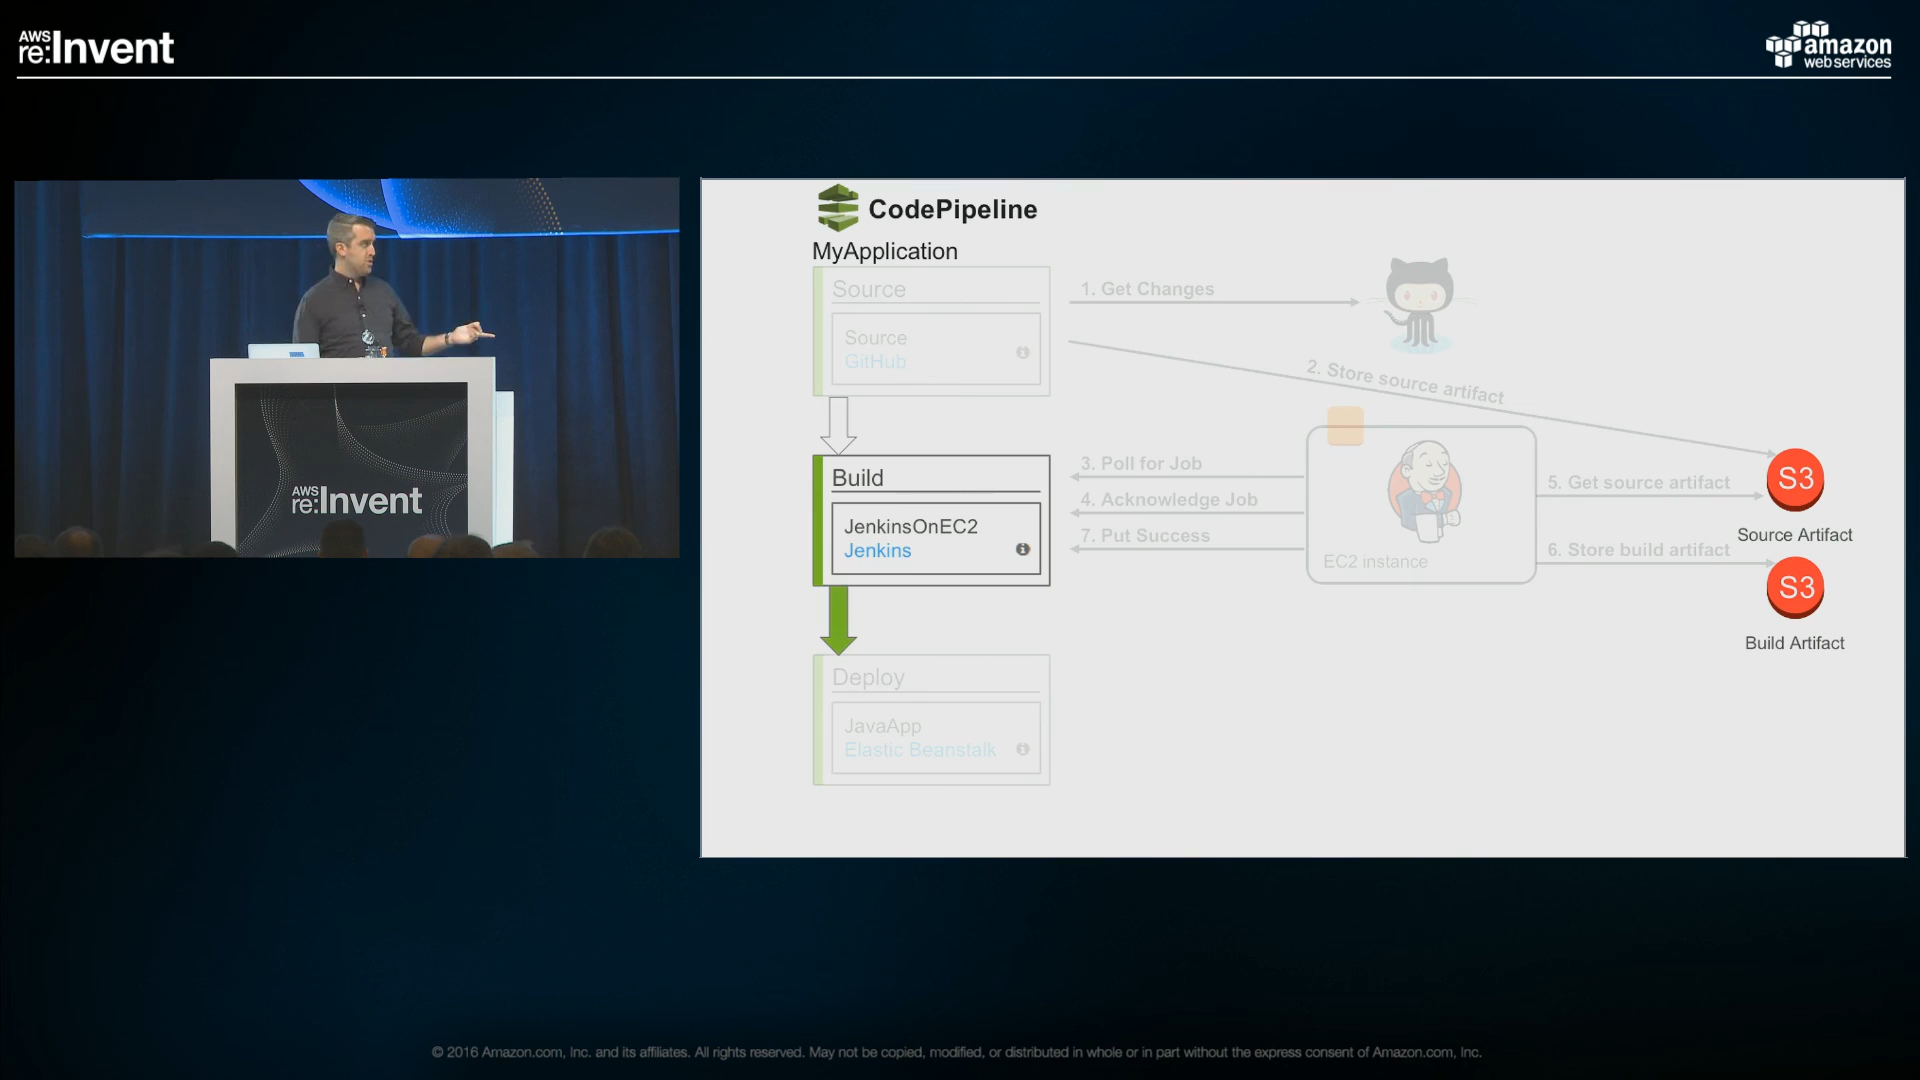 AWS
re:Invent
amazon
web services
AWS
re:Invent
CodePipeline
MyApplication
Source
Source
GitHub
1. Get Changes
2. Store source artifact
Build
JenkinsOnEC2
Jenkins
3. Poll for Job
4. Acknowledge Job
7. Put Success
EC2 instance
5. Get source artifact
S3
Source Artifact
6. Store build artifact
S3
Build Artifact
Deploy
JavaApp
Elastic Beanstalk
© 2016 Amazon.com, Inc. and its affiliates. All rights reserved. May not be copied, modified, or distributed in whole or in part without the express consent of Amazon.com, Inc.